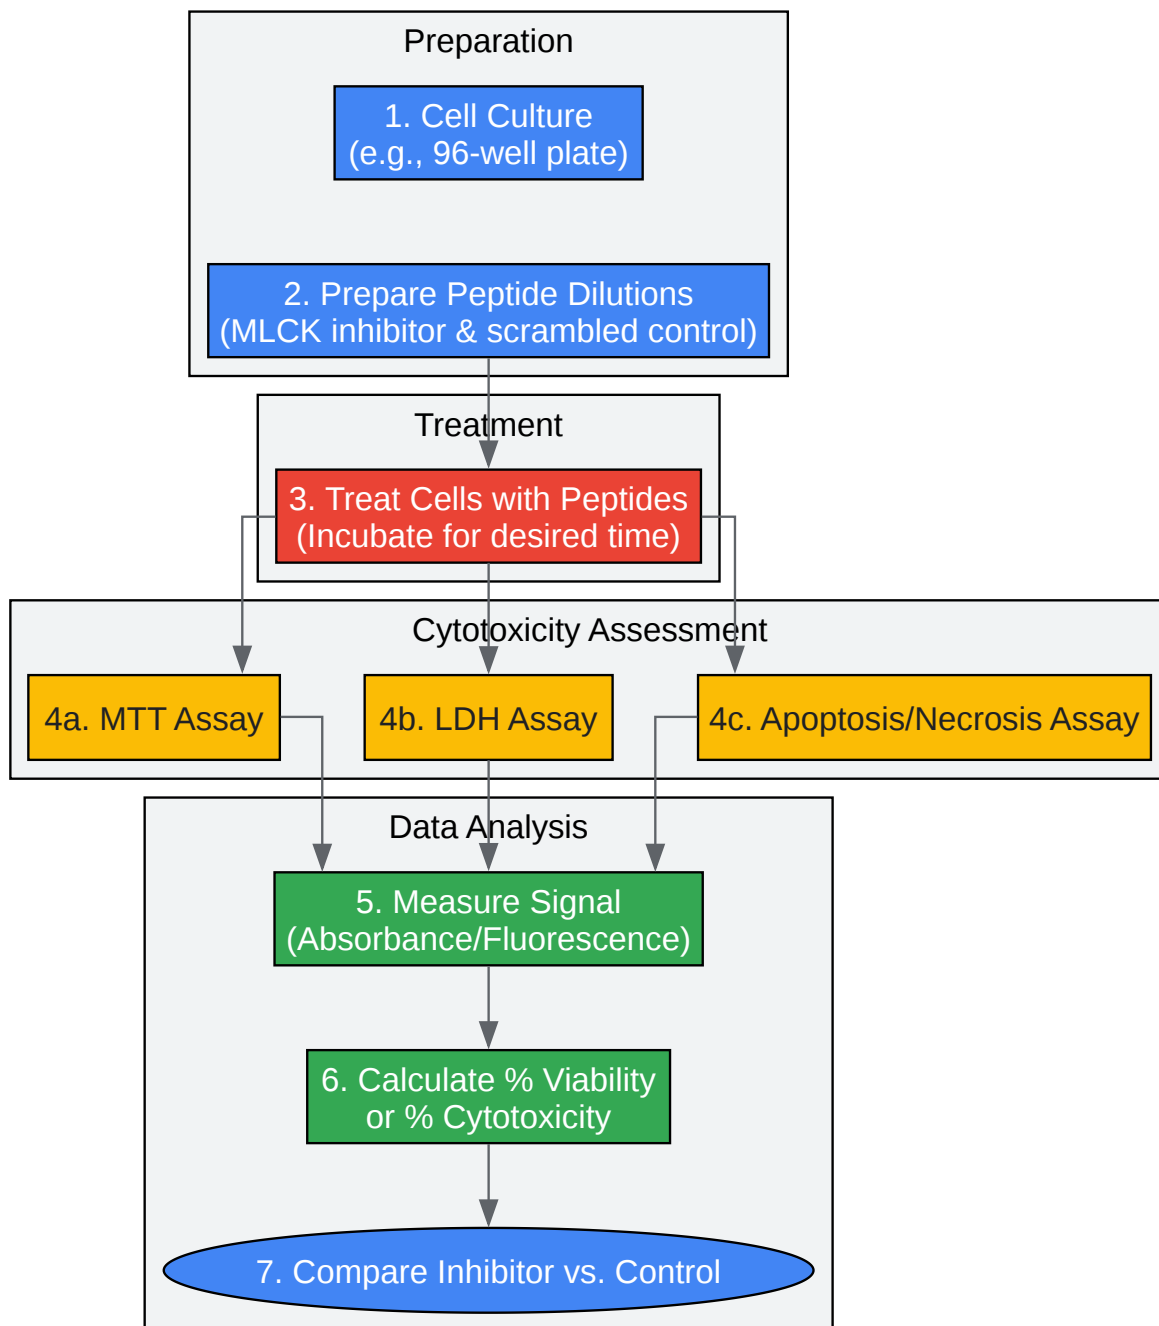 Preparation
1. Cell Culture
(e.g., 96-well plate)
2. Prepare Peptide Dilutions
(MLCK inhibitor & scrambled control)
Treatment
3. Treat Cells with Peptides
(Incubate for desired time)
Cytotoxicity Assessment
4a. MTT Assay
4b. LDH Assay
4c. Apoptosis/Necrosis Assay
Data Analysis
5. Measure Signal
(Absorbance/Fluorescence)
6. Calculate % Viability
or % Cytotoxicity
7. Compare Inhibitor vs. Control